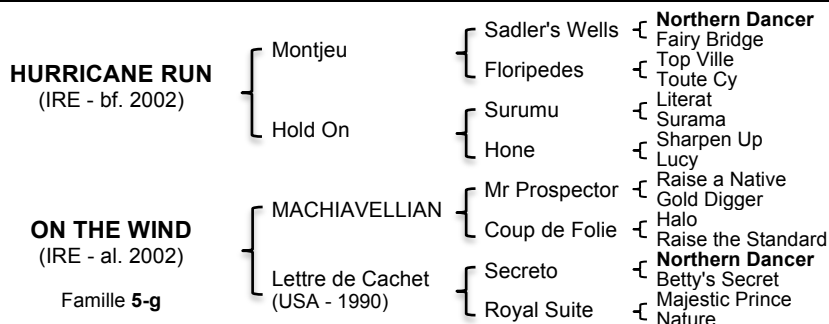 HURRICANE RUN
(IRE - bf. 2002)
Montjeu
Hold On
Sadler's Wells
Floripedes
Surumu
Hone
Northern Dancer
Fairy Bridge
Top Ville
Toute Cy
Literat
Surama
Sharpen Up
Lucy
ON THE WIND
(IRE - al. 2002)
Famille 5-g
MACHIAVELLIAN
Lettre de Cachet
(USA - 1990)
Mr Prospector
Coup de Folie
Secreto
Royal Suite
Raise a Native
Gold Digger
Halo
Raise the Standard
Northern Dancer
Betty's Secret
Majestic Prince
Nature